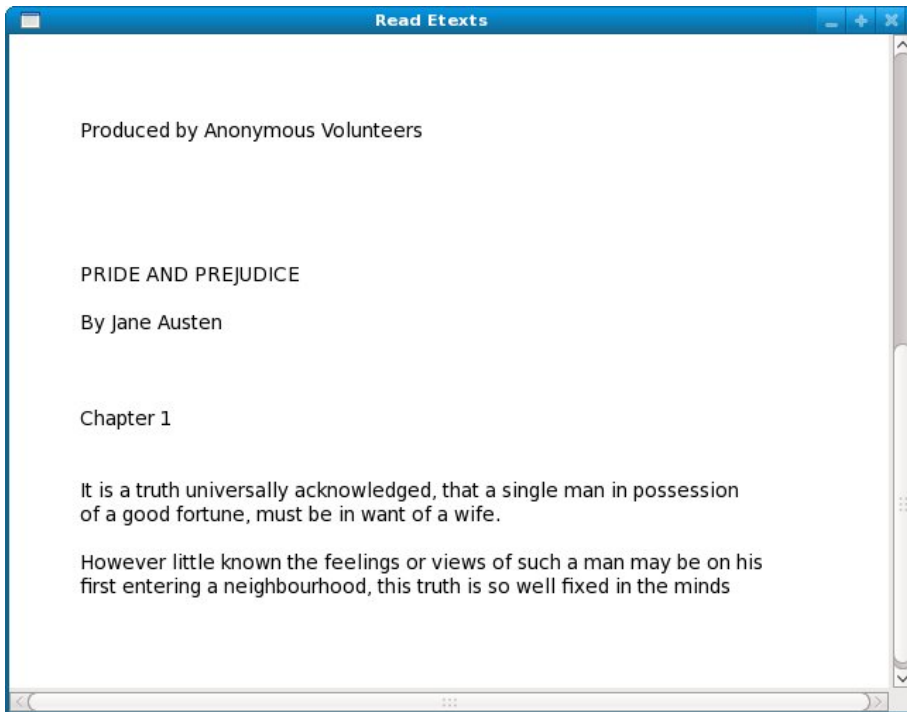 Read Etexts
Produced by Anonymous Volunteers
PRIDE AND PREJUDICE
By Jane Austen
Chapter 1
It is a truth universally acknowledged, that a single man in possession
of a good fortune, must be in want of a wife.
However little known the feelings or views of such a man may be on his
first entering a neighbourhood, this truth is so well fixed in the minds